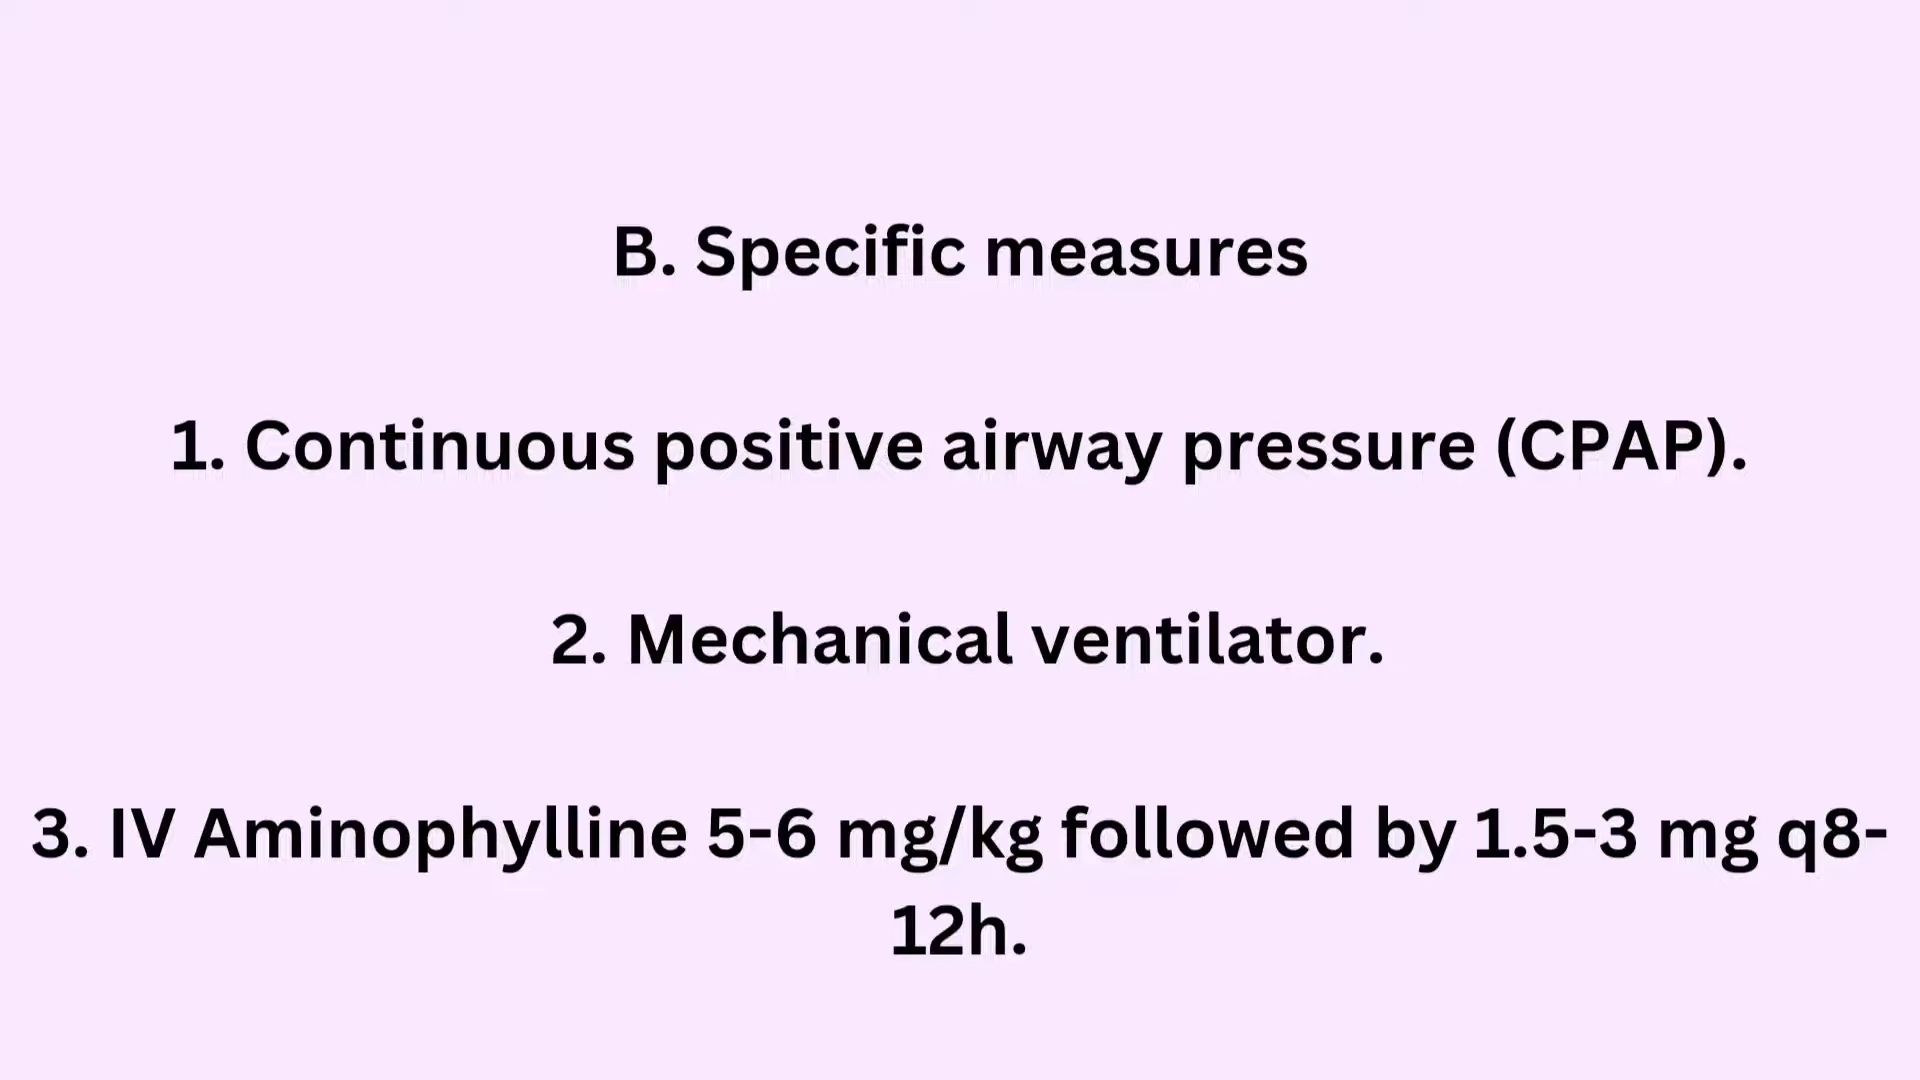 B. Specific measures
1. Continuous positive airway pressure (CPAP).
2. Mechanical ventilator.
3. IV Aminophylline 5-6 mg/kg followed by 1.5-3 mg q8-
12h.